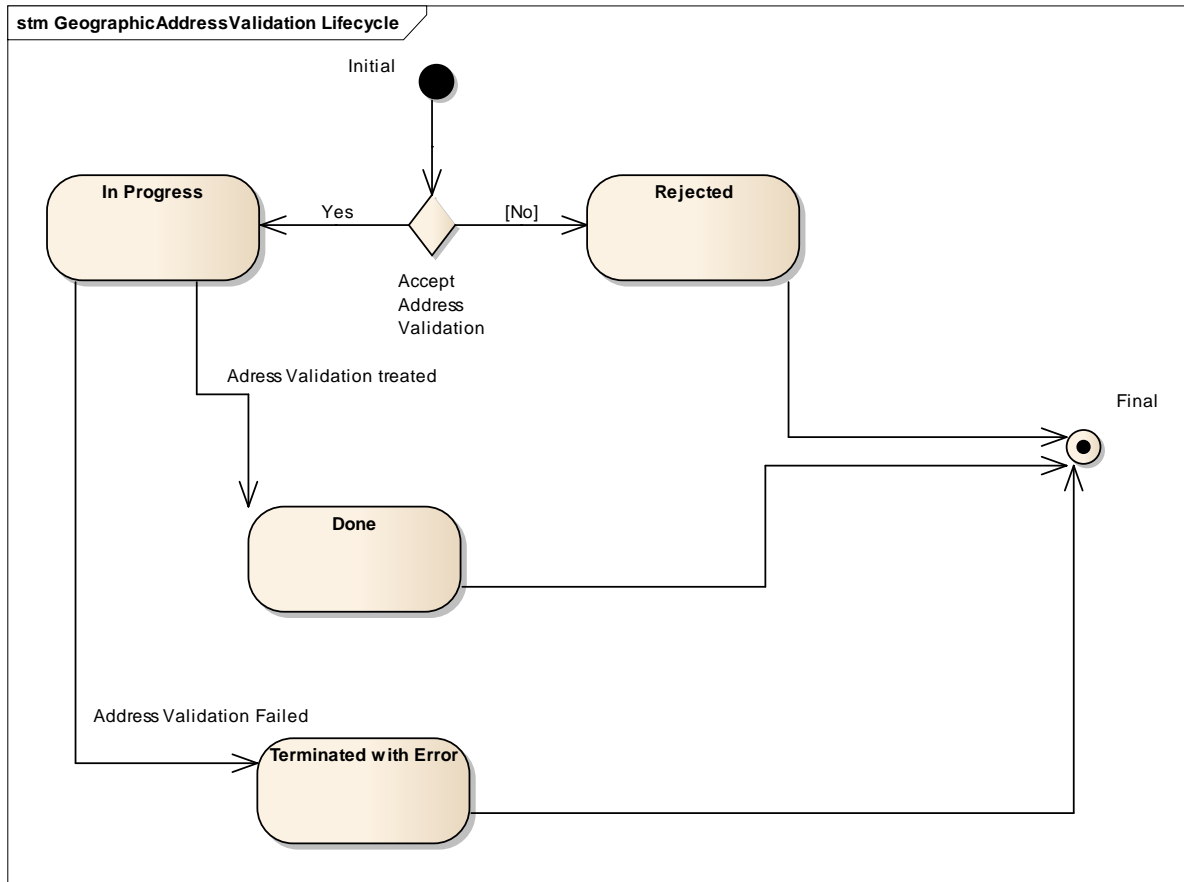 stm GeographicAddressValidation Lifecycle
Initial
In Progress
Rejected
Yes
[No]
Accept
Address
Validation
Adress Validation treated
Final
Done
Address Validation Failed
Terminated with Error